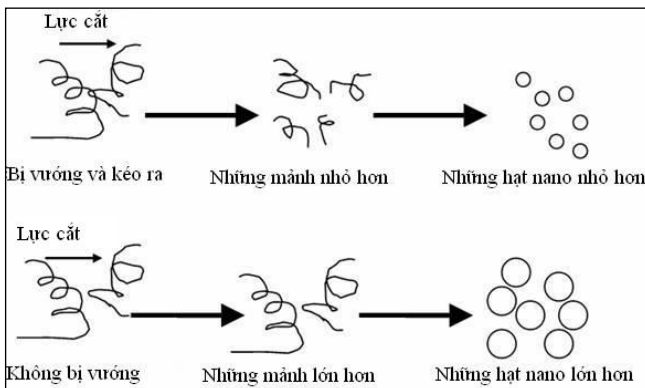 Lực cắt
Bị vướng và kéo ra
Những mảnh nhỏ hơn
Những hạt nano nhỏ hơn
Lực cắt
Không bị vướng
Những mảnh lớn hơn
Những hạt nano lớn hơn